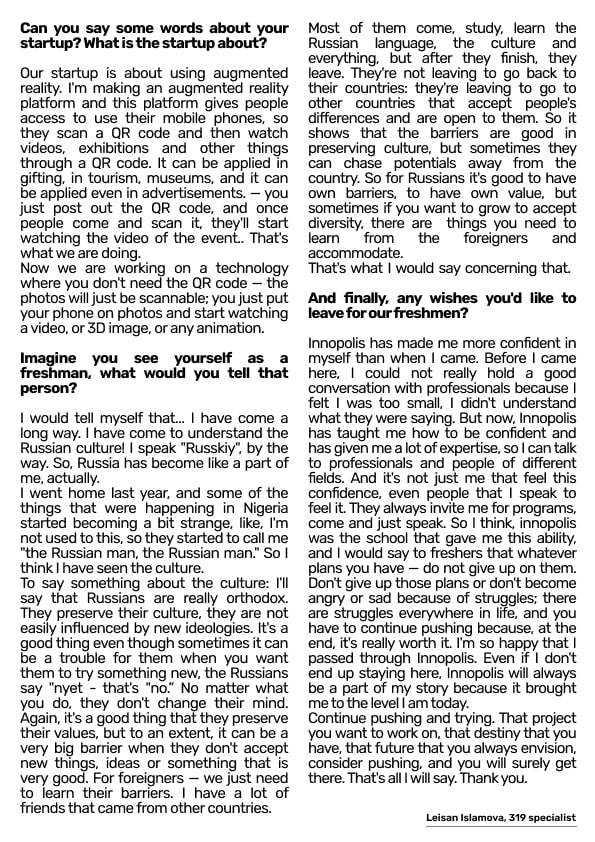 Can you say some words about your
startup? What is the startup about?
Our startup is about using augmented
reality. I'm making an augmented reality
platform and this platform gives people
access to use their mobile phones, so
they scan a QR code and then watch
videos, exhibitions and other things
through a QR code. It can be applied in
gifting, in tourism, museums, and it can
be applied even in advertisements. — you
just post out the QR code, and once
people come and scan it, they'll start
watching the video of the event.. That's
what we are doing.
Now we are working on a technology
where you don't need the QR code — the
photos will just be scannable; you just put
your phone on photos and start watching
a video, or 3D image, or any animation.
Imagine you see yourself as a
freshman, what would you tell that
person?
I would tell myself that... I have come a
long way. I have come to understand the
Russian culture! I speak "Russkiy", by the
way. So, Russia has become like a part of
me, actually.
I went home last year, and some of the
things that were happening in Nigeria
started becoming a bit strange, like, I'm
not used to this, so they started to call me
"the Russian man, the Russian man." So I
think I have seen the culture.
To say something about the culture: I'll
say that Russians are really orthodox.
They preserve their culture, they are not
easily influenced by new ideologies. It's a
good thing even though sometimes it can
be a trouble for them when you want
them to try something new, the Russians
say "nyet - that's "no." No matter what
you do, they don't change their mind.
Again, it's a good thing that they preserve
their values, but to an extent, it can be a
very big barrier when they don't accept
new things, ideas or something that is
very good. For foreigners — we just need
to learn their barriers. I have a lot of
friends that came from other countries.
Most of them come, study, learn the
Russian language, the culture and
everything, but after they finish, they
leave. They're not leaving to go back to
their countries: they're leaving to go to
other countries that accept people's
differences and are open to them. So it
shows that the barriers are good in
preserving culture, but sometimes they
can chase potentials away from the
country. So for Russians it's good to have
own barriers, to have own value, but
sometimes if you want to grow to accept
diversity, there are things you need to
learn from the foreigners and
accommodate.
That's what I would say concerning that.
And finally, any wishes you'd like to
leave for our freshmen?
Innopolis has made me more confident in
myself than when I came. Before I came
here, I could not really hold a good
conversation with professionals because I
felt I was too small, I didn't understand
what they were saying. But now, Innopolis
has taught me how to be confident and
has given me a lot of expertise, so I can talk
to professionals and people of different
fields. And it's not just me that feel this
confidence, even people that I speak to
feel it. They always invite me for programs,
come and just speak. So I think, innopolis
was the school that gave me this ability,
and I would say to freshers that whatever
plans you have — do not give up on them.
Don't give up those plans or don't become
angry or sad because of struggles; there
are struggles everywhere in life, and you
have to continue pushing because, at the
end, it's really worth it. I'm so happy that I
passed through Innopolis. Even if I don't
end up staying here, Innopolis will always
be a part of my story because it brought
me to the level I am today.
Continue pushing and trying. That project
you want to work on, that destiny that you
have, that future that you always envision,
consider pushing, and you will surely get
there. That's all I will say. Thank you.
Leisan Islamova, 319 specialist